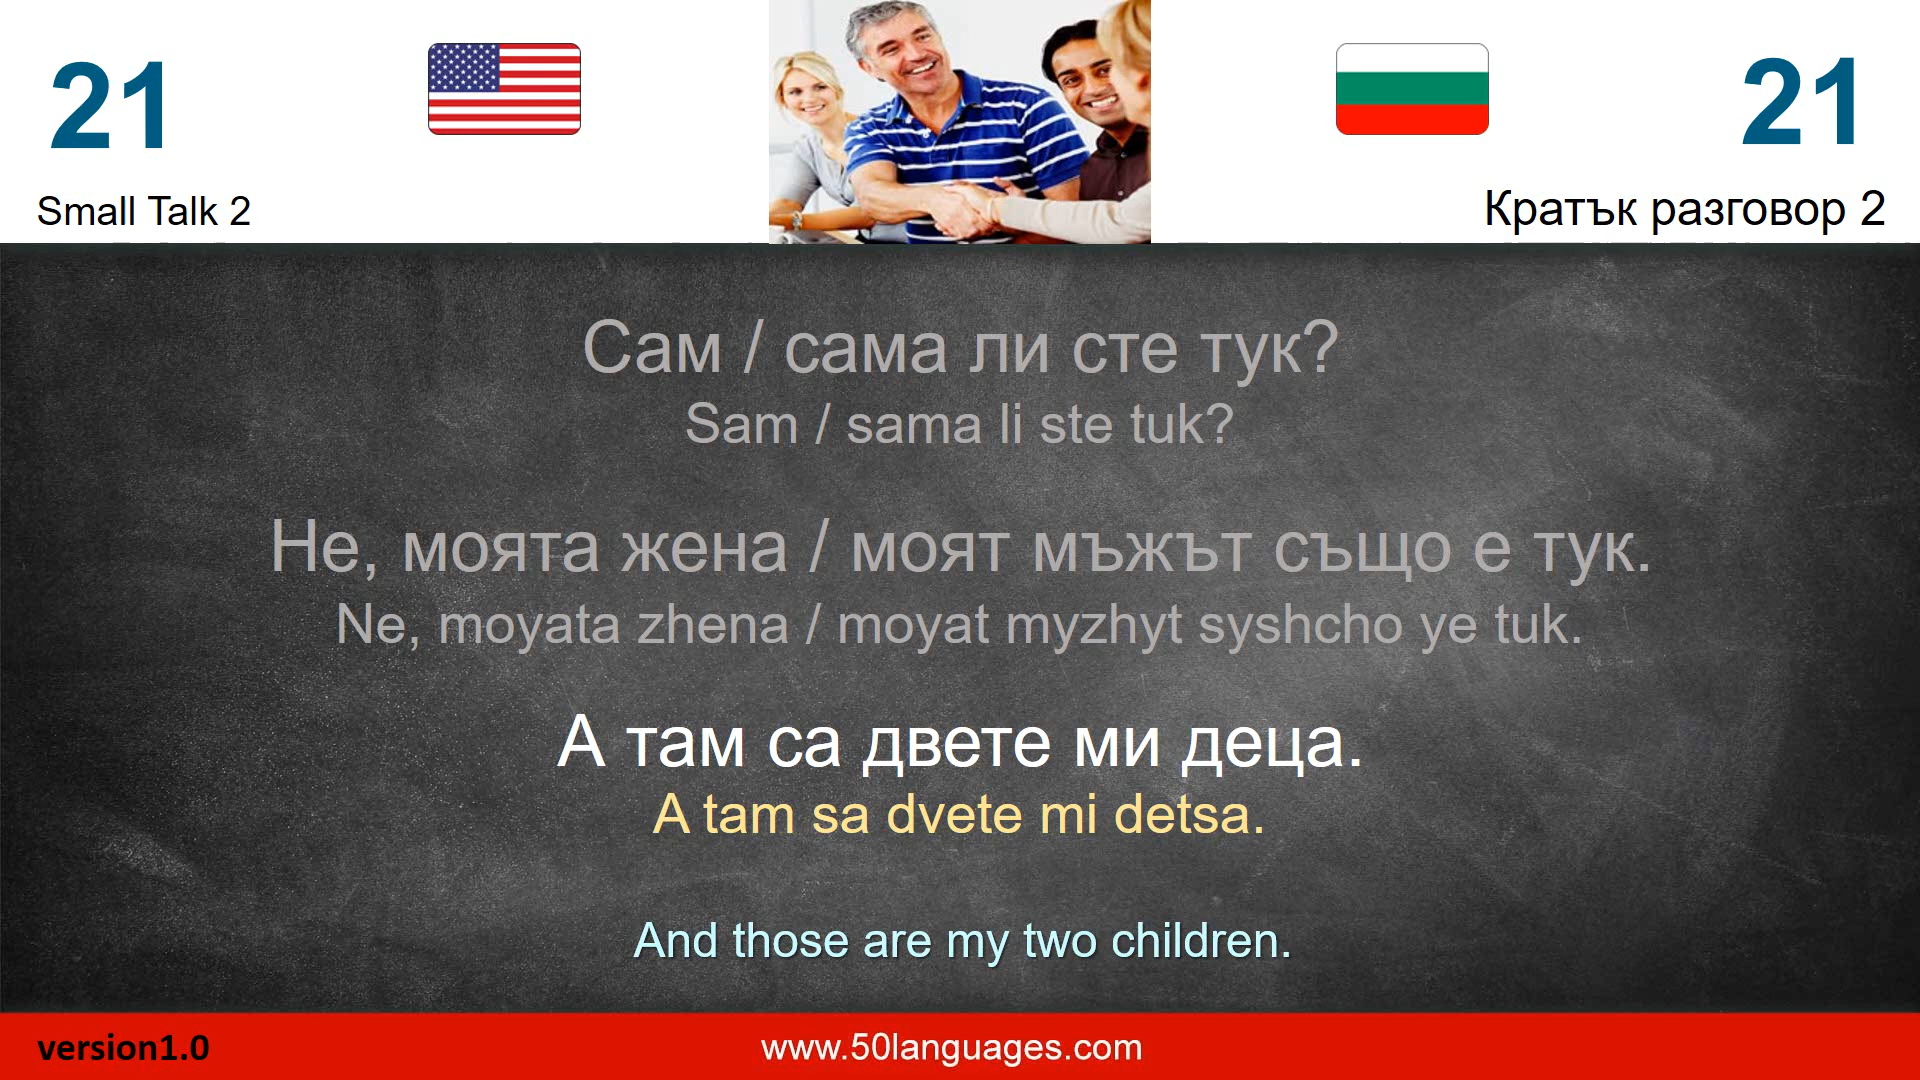 21
21
Small Talk 2
Кратък разговор 2
Сам / сама ли сте тук?
Sam / sama li ste tuk?
Не, моята жена / моят мъжът също е тук.
Ne, moyata zhena / moyat myzhyt syshcho ye tuk.
А там са двете ми деца.
A tam sa dvete mi detsa.
And those are my two children.
version1.0
www.50languages.com